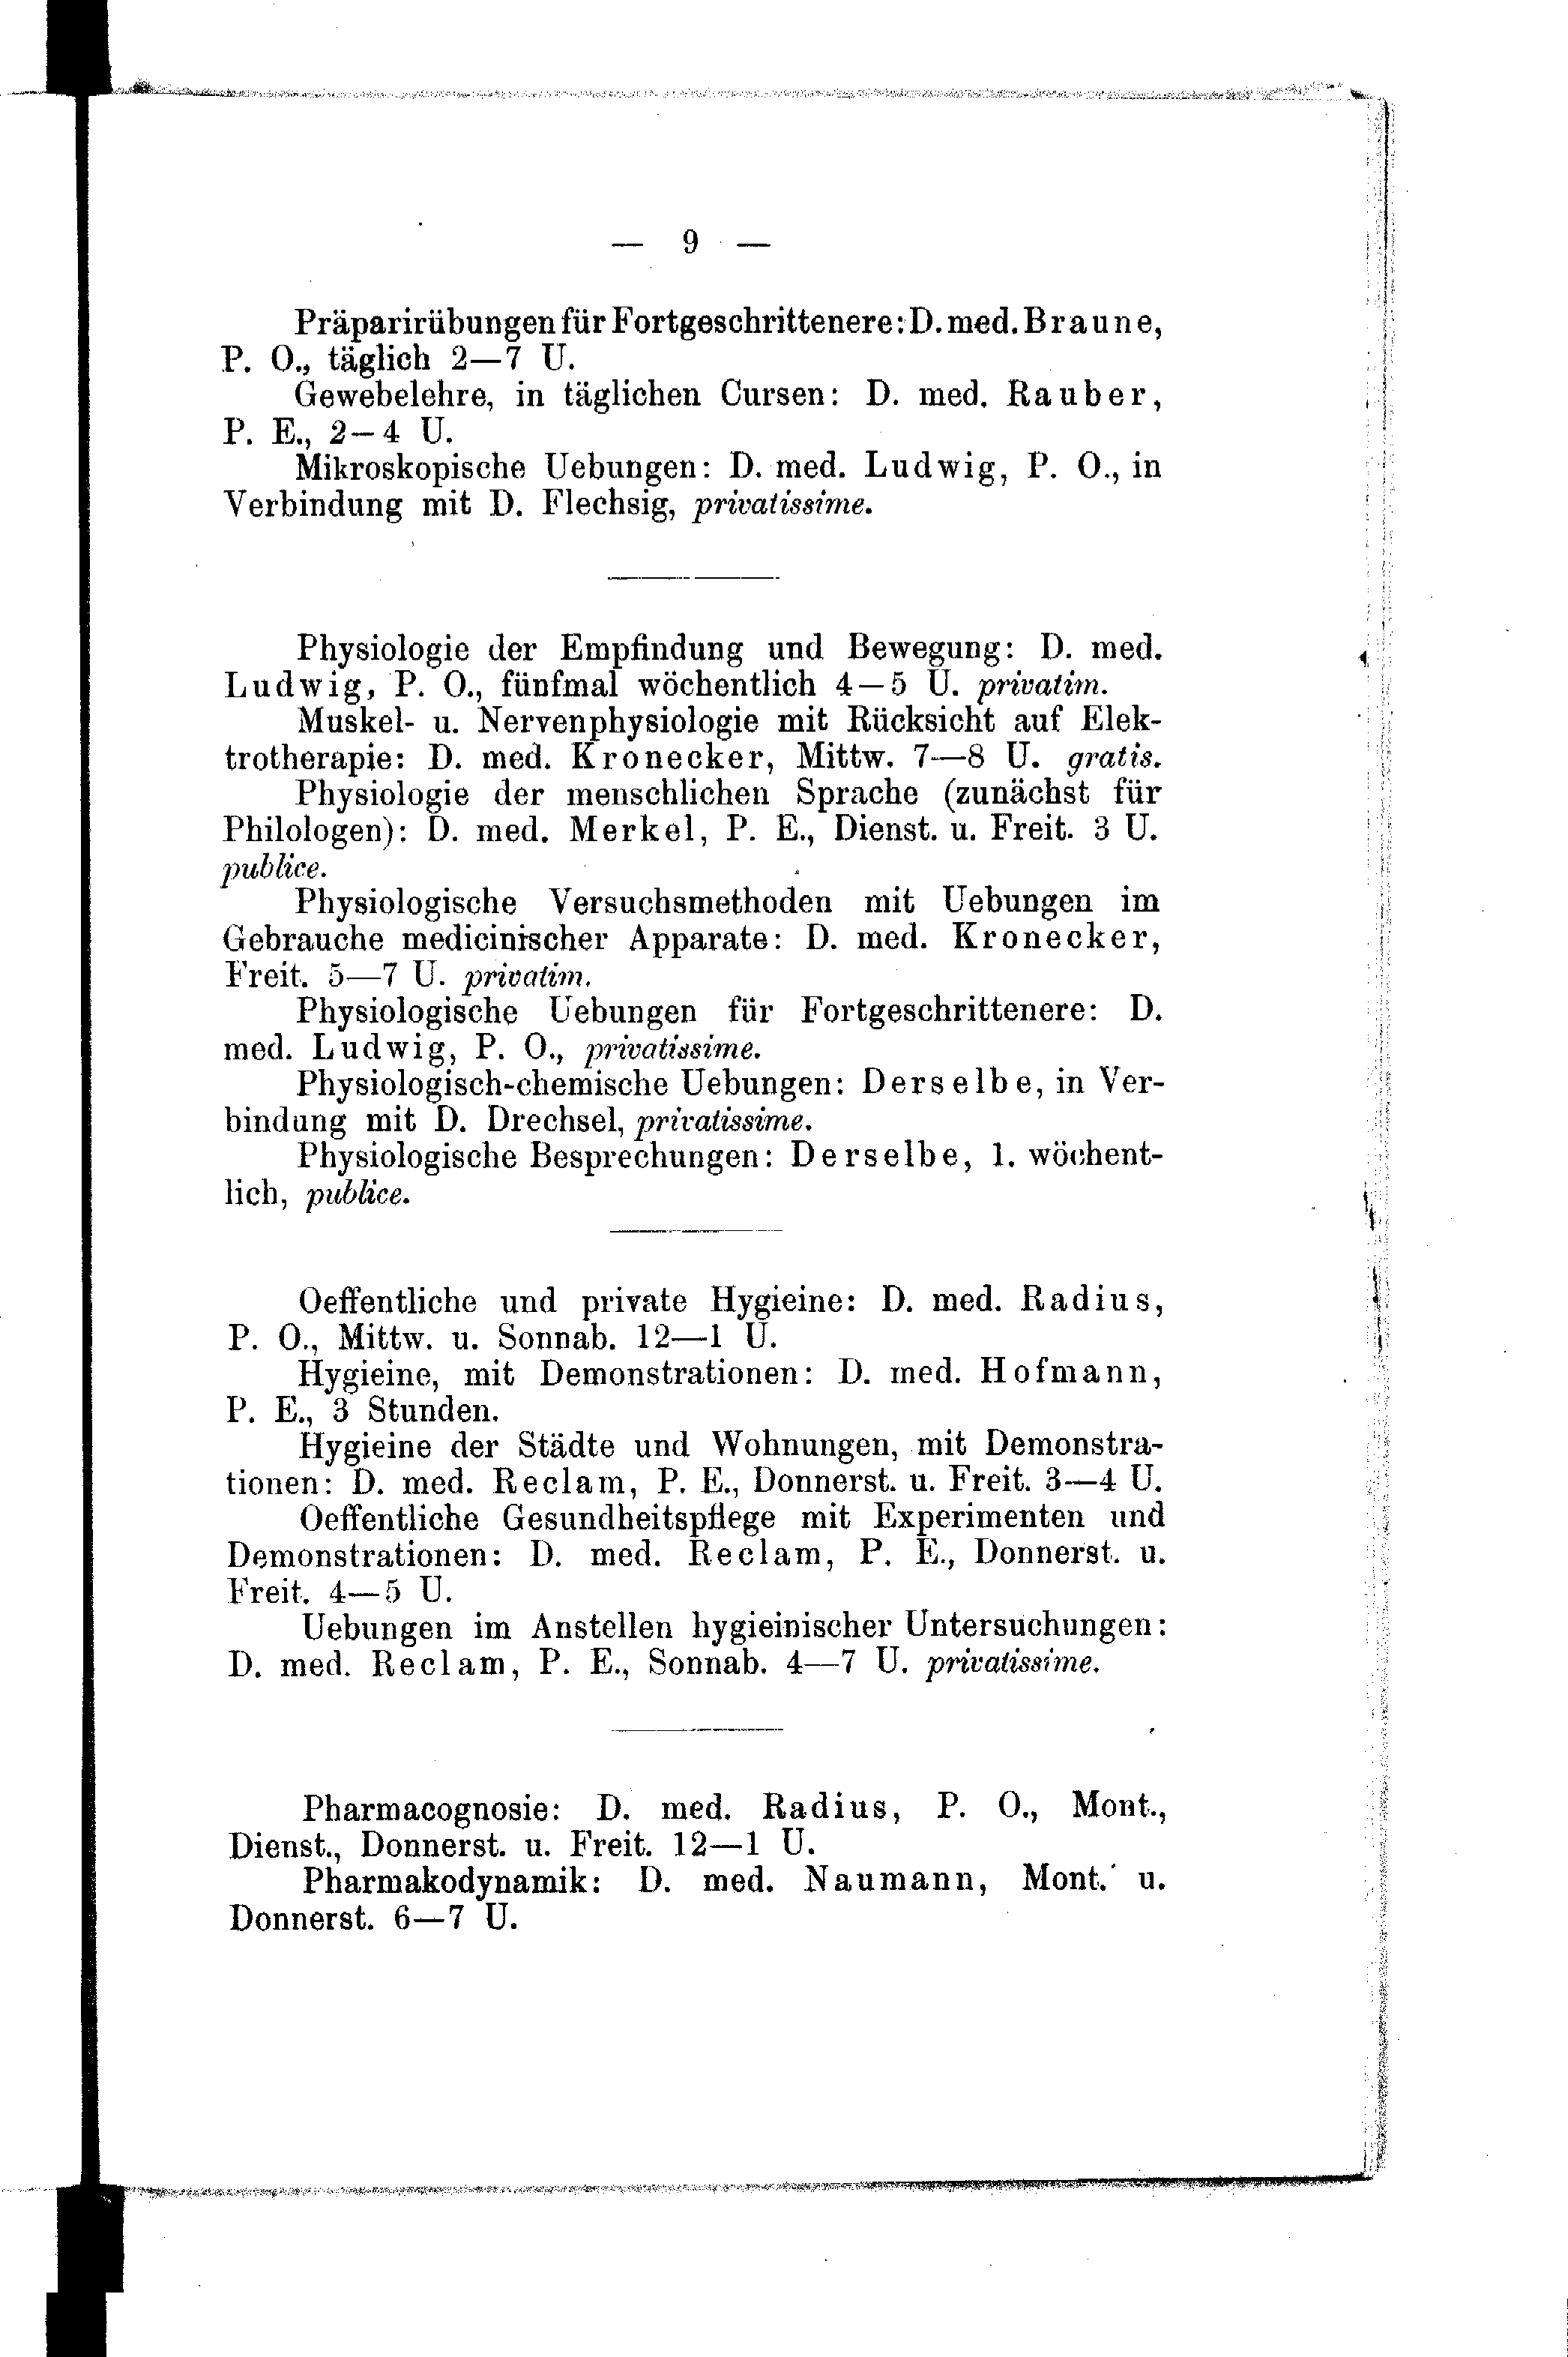 — 9 —
Präparirübungen für Fortgeschrittenere: D. med. Braune,
P. O., täglich 2—7 U.
Gewebelehre, in täglichen Cursen: D. med. Rauber,
P. E., 2—4 U.
Mikroskopische Uebungen: D. med. Ludwig, P. O., in
Verbindung mit D. Flechsig, privatissime.
Physiologie der Empfindung und Bewegung: D. med.
Ludwig, P. O., fünfmal wöchentlich 4—5 U. privatim.
Muskel- u. Nervenphysiologie mit Rücksicht auf Elek-
trotherapie: D. med. Kronecker, Mittw. 7—8 U. gratis.
Physiologie der menschlichen Sprache (zunächst für
Philologen): D. med. Merkel, P. E., Dienst. u. Freit. 3 U.
publice.
Physiologische Versuchsmethoden mit Uebungen im
Gebrauche medicinischer Apparate: D. med. Kronecker,
Freit. 5—7 U. privatim.
Physiologische Uebungen für Fortgeschrittenere: D.
med. Ludwig, P. O., privatissime.
Physiologisch-chemische Uebungen: Derselbe, in Ver-
bindung mit D. Drechsel, privatissime.
Physiologische Besprechungen: Derselbe, 1. wöchent-
lich, publice.
Oeffentliche und private Hygieine: D. med. Radius,
P. O., Mittw. u. Sonnab. 12—1 U.
Hygieine, mit Demonstrationen: D. med. Hofmann,
P. E., 3 Stunden.
Hygieine der Städte und Wohnungen, mit Demonstra-
tionen: D. med. Reclam, P. E., Donnerst. u. Freit. 3—4 U.
Oeffentliche Gesundheitspflege mit Experimenten und
Demonstrationen: D. med. Reclam, P. E., Donnerst. u.
Freit. 4—5 U.
Uebungen im Anstellen hygieinischer Untersuchungen:
D. med. Reclam, P. E., Sonnab. 4—7 U. privatissime.
Pharmacognosie: D. med. Radius, P. O., Mont.,
Dienst., Donnerst. u. Freit. 12—1 U.
Pharmakodynamik: D. med. Naumann, Mont. u.
Donnerst. 6—7 U.